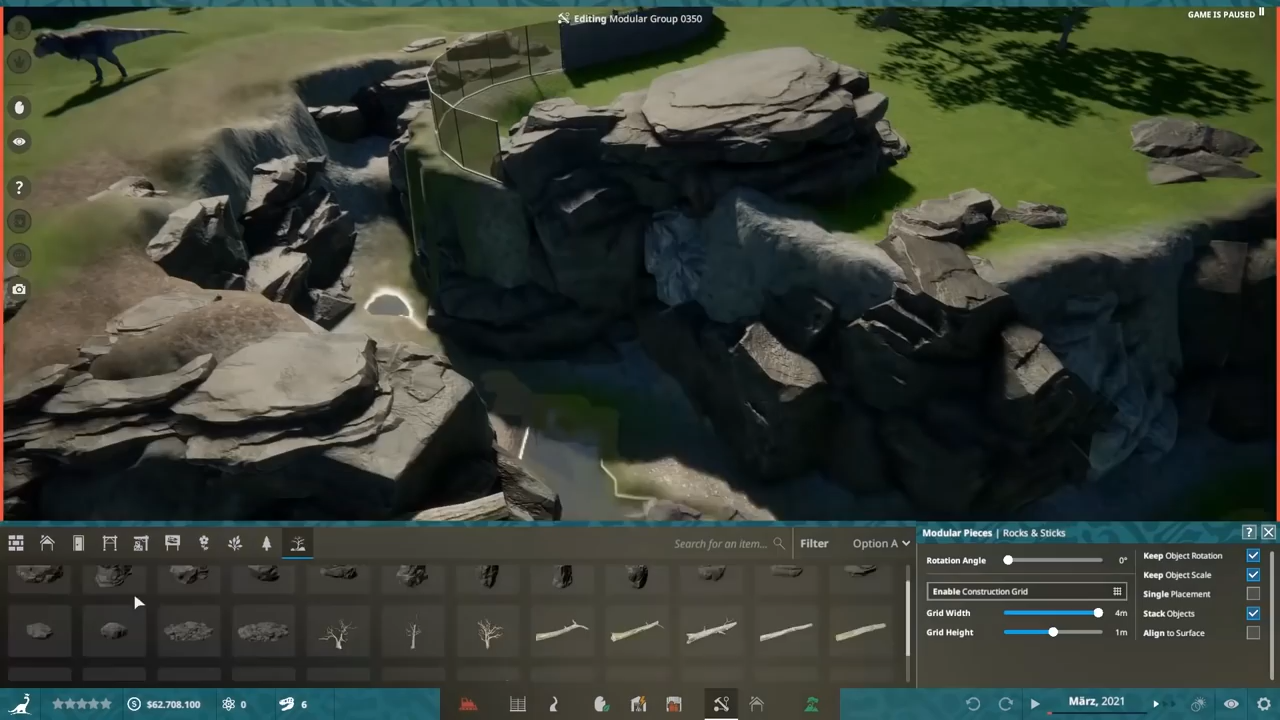 Editing Modular Group 0350
GAME IS PAUSED
?
Search for an item...
Filter
Option A
Modular Pieces | Rocks & Sticks
?
Rotation Angle
0°
Enable Construction Grid
Grid Width
4m
Grid Height
1m
Keep Object Rotation
Keep Object Scale
Single Placement
Stack Objects
Align to Surface
$62.708.100
0
6
März, 2021